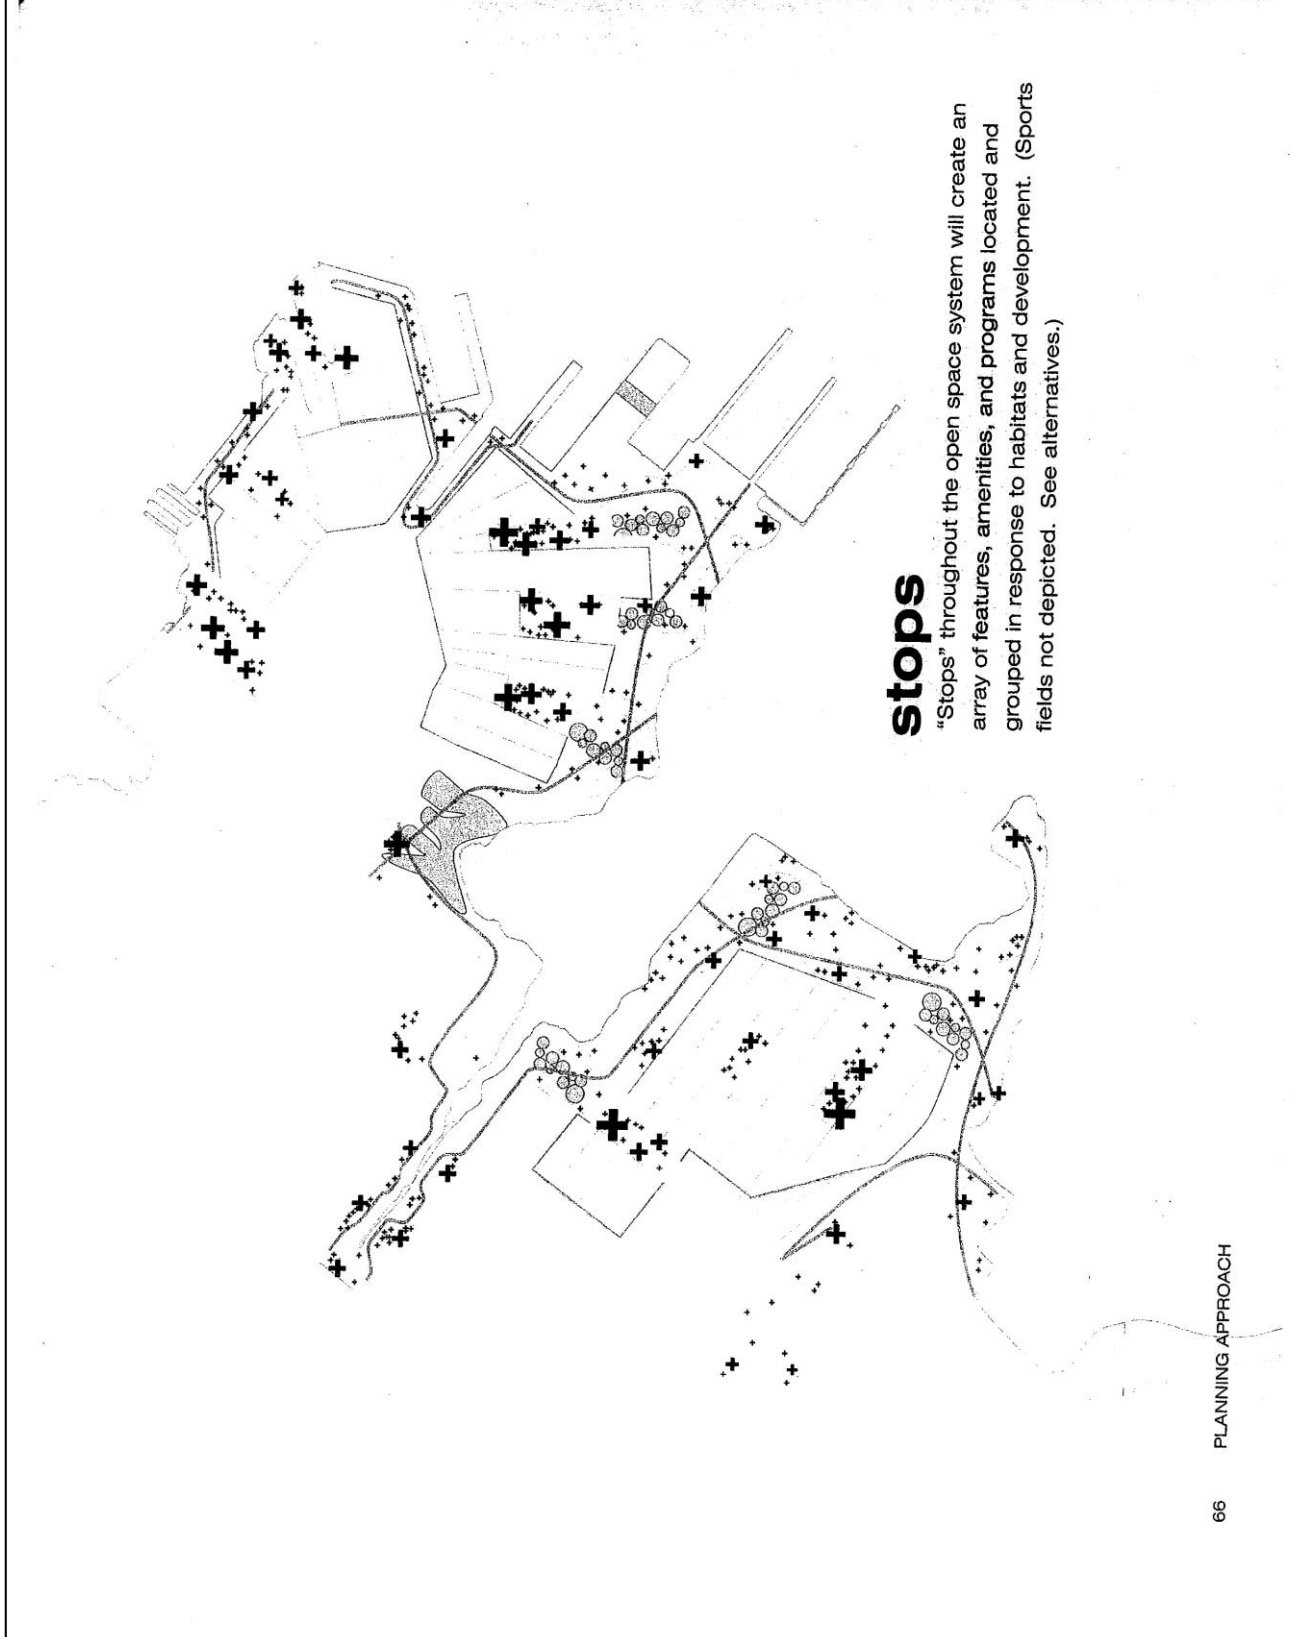 stops
“Stops” throughout the open space system will create an
array of features, amenities, and programs located and
grouped in response to habitats and development.  (Sports
fields not depicted.  See alternatives.)
66 PLANNING APPROACH